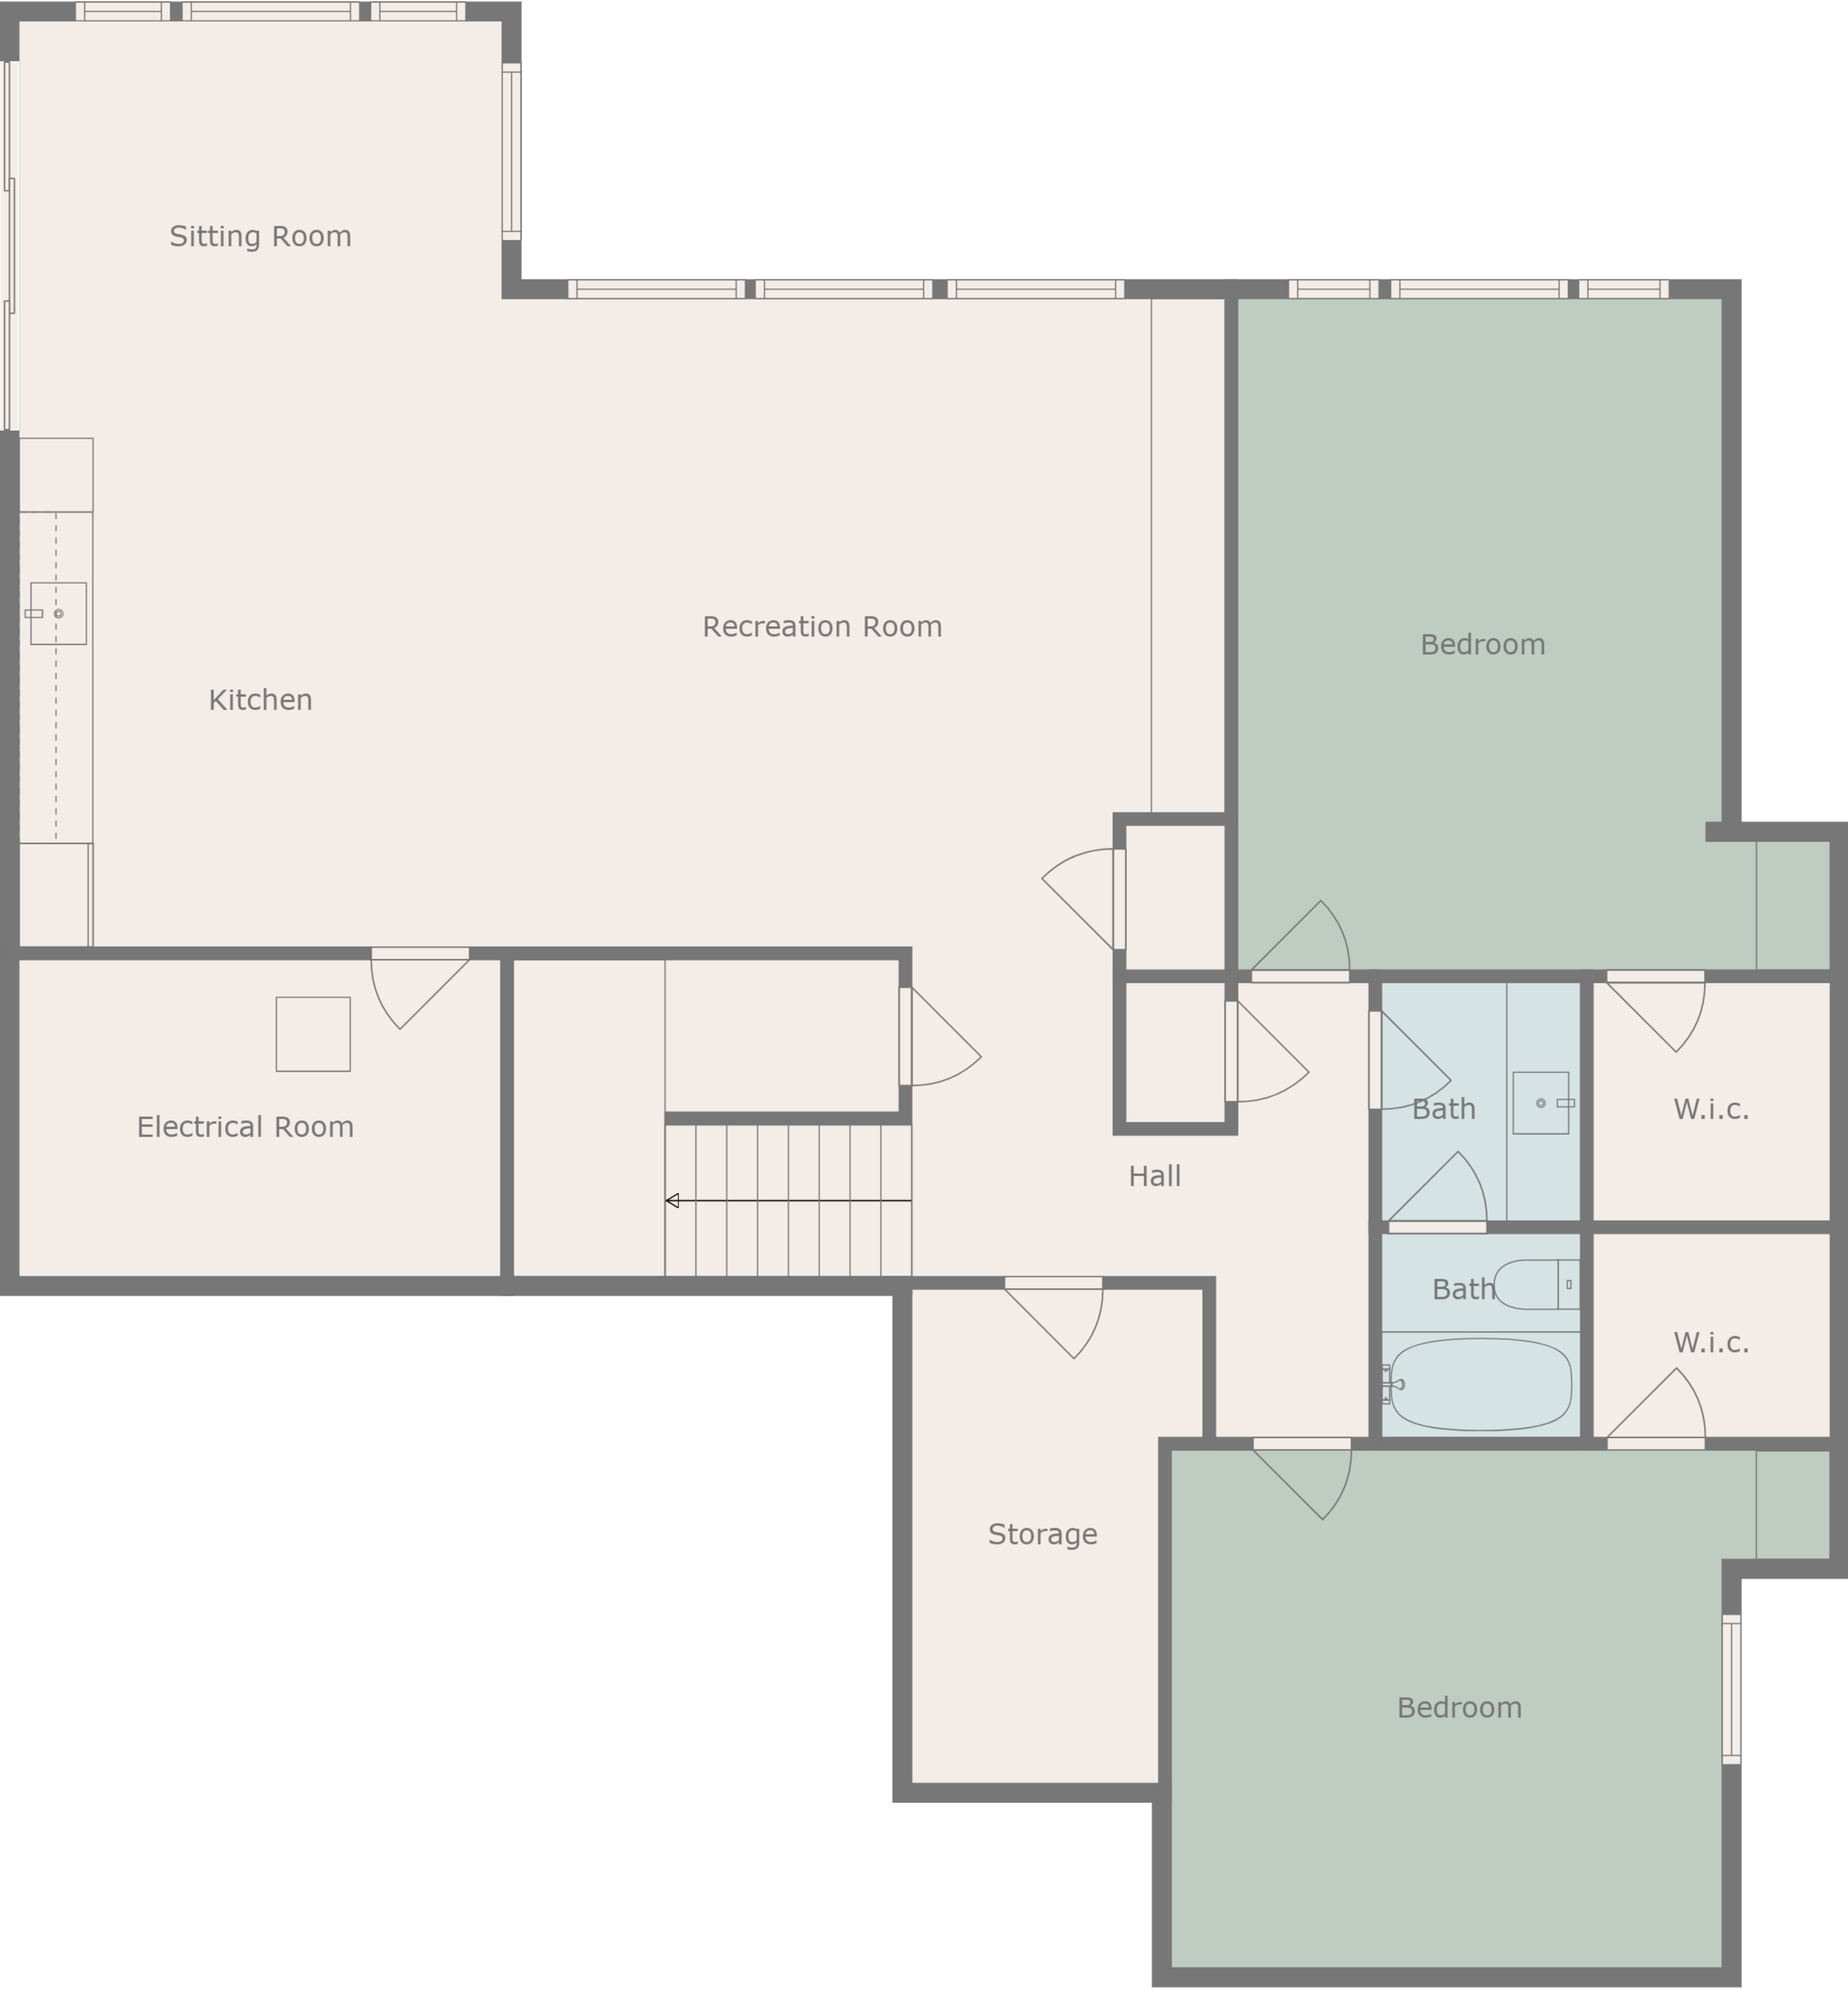 Sitting Room
Recreation Room
Bedroom
Kitchen
Electrical Room
Bath
W.i.c.
Hall
Bath
W.i.c.
Storage
Bedroom